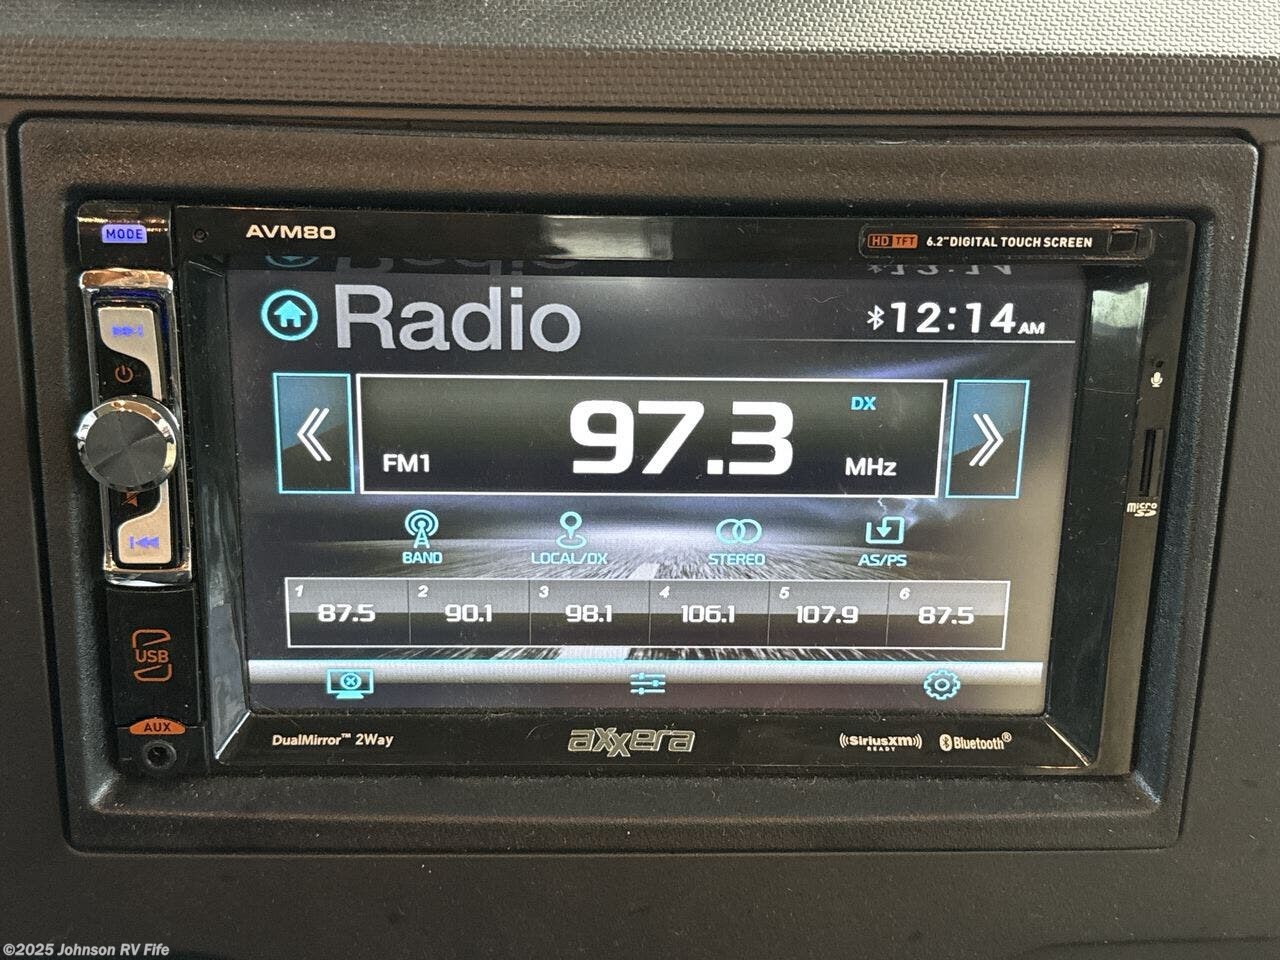 MODE
AVM80
HD TFT 6.2" DIGITAL TOUCH SCREEN
Radio
12:14 AM
97.3
DX
FM1
MHz
BAND
LOCAL/DX
STEREO
AS/PS
1 87.5
2 90.1
3 98.1
4 106.1
5 107.9
6 87.5
USB
AUX
micro SD
DualMirror™ 2Way
axxera
((SiriusXM))
READY
Bluetooth®
©2025 Johnson RV Fife